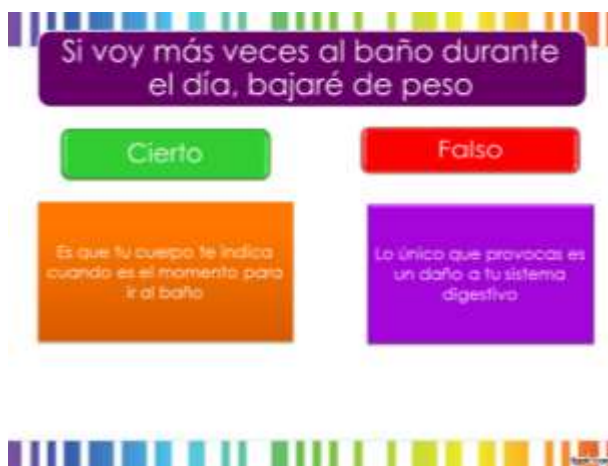 Si voy más veces al baño durante
el día, bajaré de peso
Cierto
Falso
Es que tu cuerpo te indica
cuando es el momento para
ir al baño
Lo único que provocas es
un daño a tu sistema
digestivo